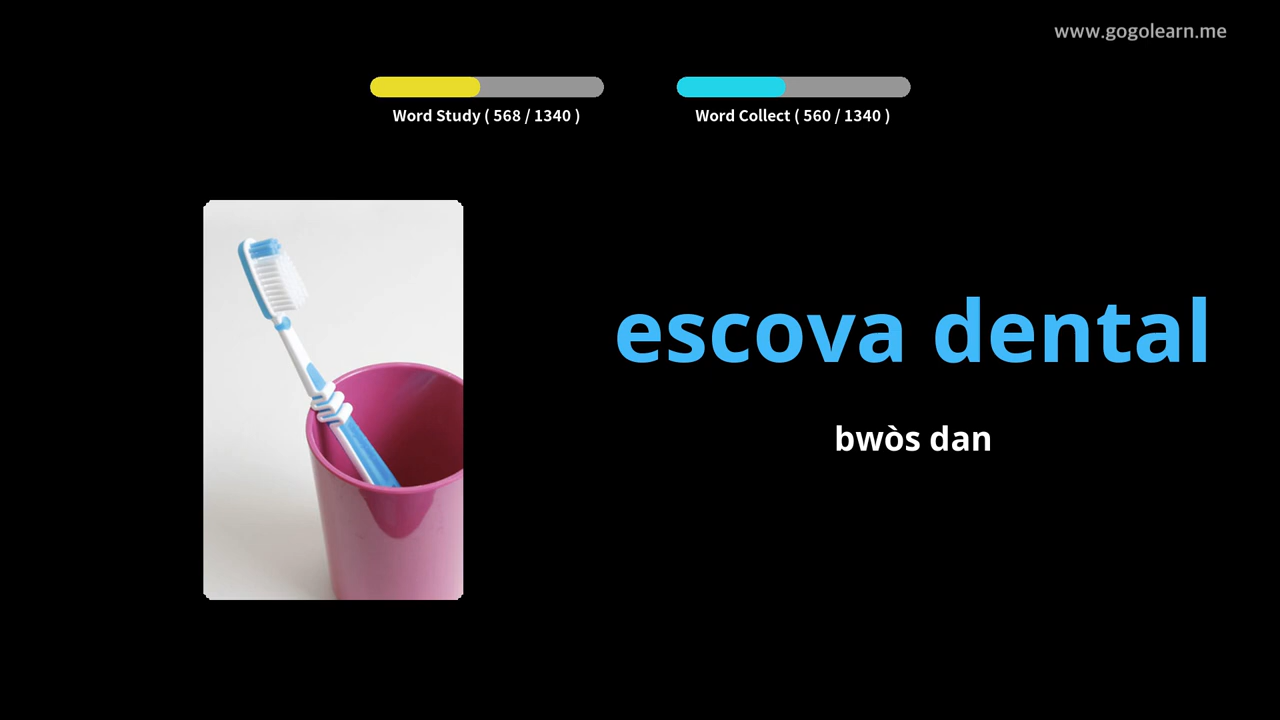 www.gogolearn.me
Word Study ( 568 / 1340 )
Word Collect ( 560 / 1340 )
escova dental
bwòs dan